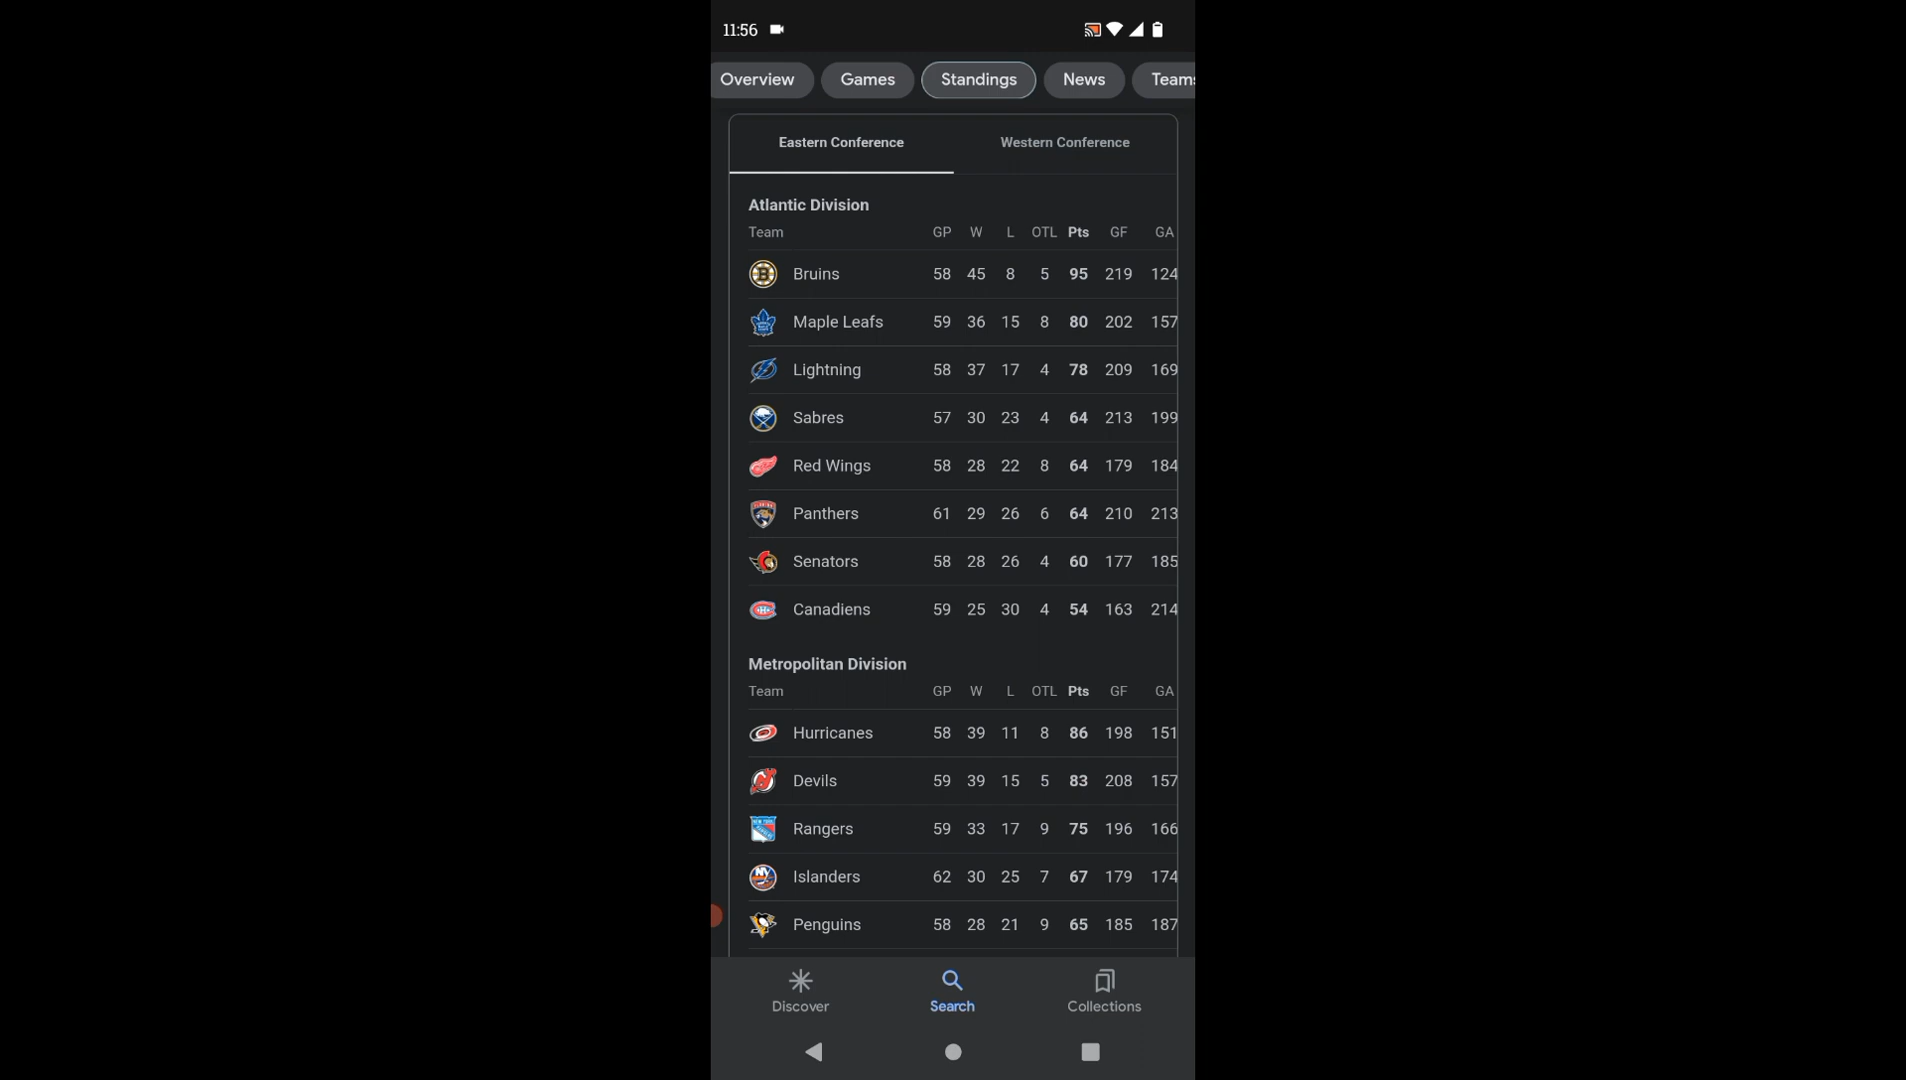 11:56
Overview Games Standings News Teams
Eastern Conference Western Conference
Atlantic Division
Team GP W L OTL Pts GF GA
Bruins 58 45 8 5 95 219 124
Maple Leafs 59 36 15 8 80 202 157
Lightning 58 37 17 4 78 209 169
Sabres 57 30 23 4 64 213 199
Red Wings 58 28 22 8 64 179 184
Panthers 61 29 26 6 64 210 213
Senators 58 28 26 4 60 177 185
Canadiens 59 25 30 4 54 163 214
Metropolitan Division
Team GP W L OTL Pts GF GA
Hurricanes 58 39 11 8 86 198 151
Devils 59 39 15 5 83 208 157
Rangers 59 33 17 9 75 196 166
Islanders 62 30 25 7 67 179 174
Penguins 58 28 21 9 65 185 187
Discover Search Collections